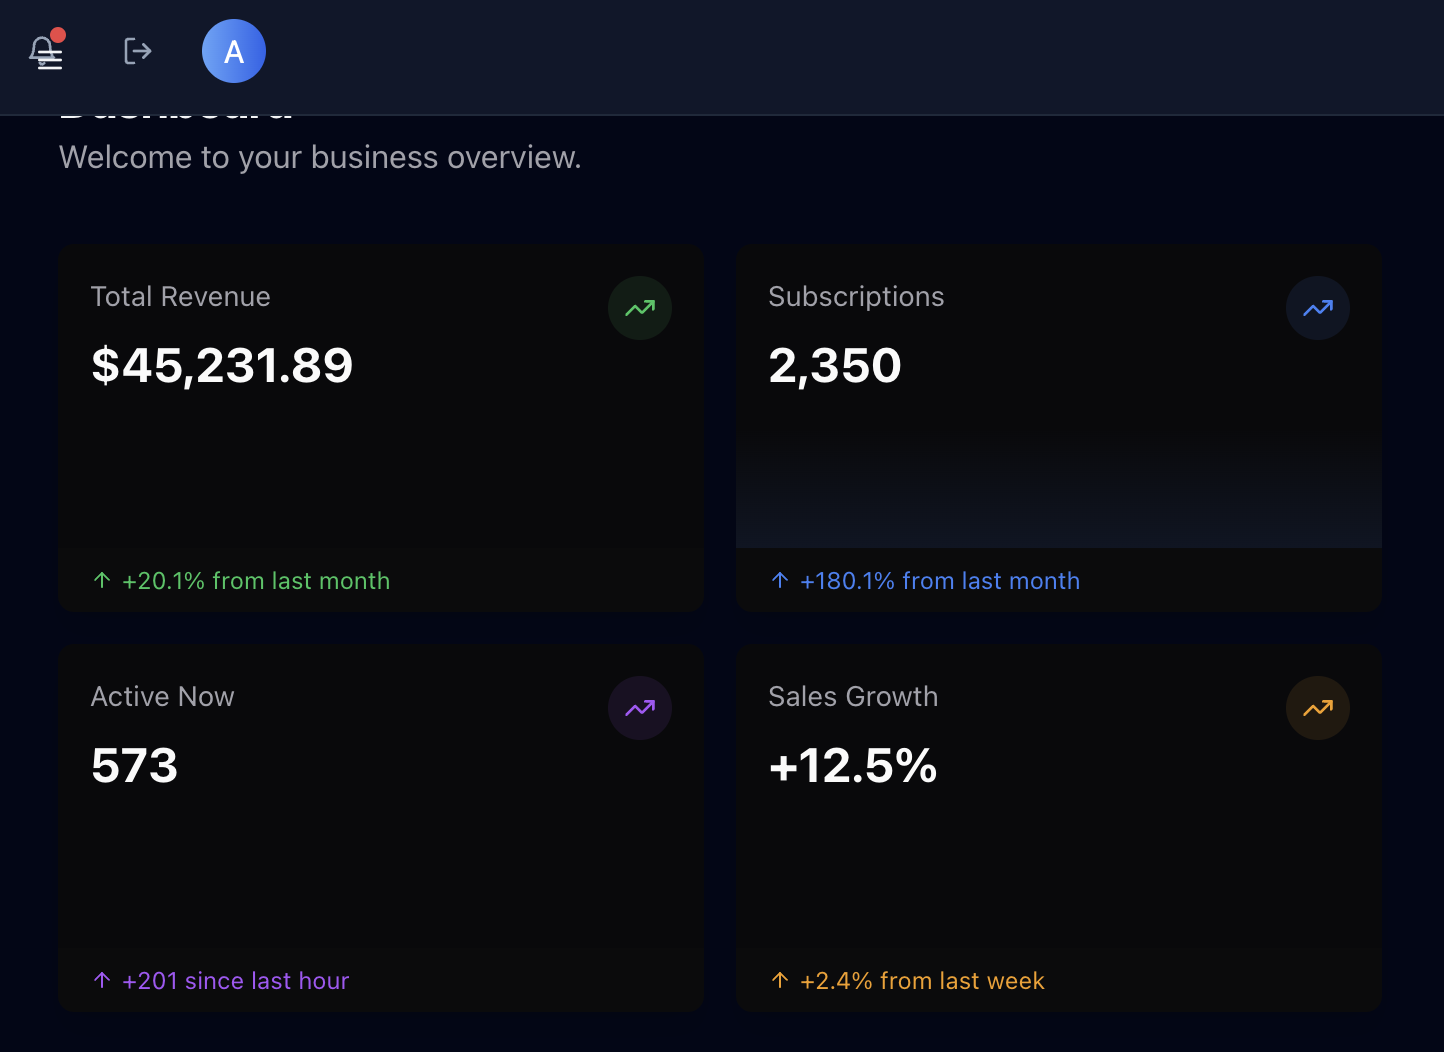 A
Dashboard
Welcome to your business overview.
Total Revenue
$45,231.89
+20.1% from last month
Subscriptions
2,350
+180.1% from last month
Active Now
573
+201 since last hour
Sales Growth
+12.5%
+2.4% from last week